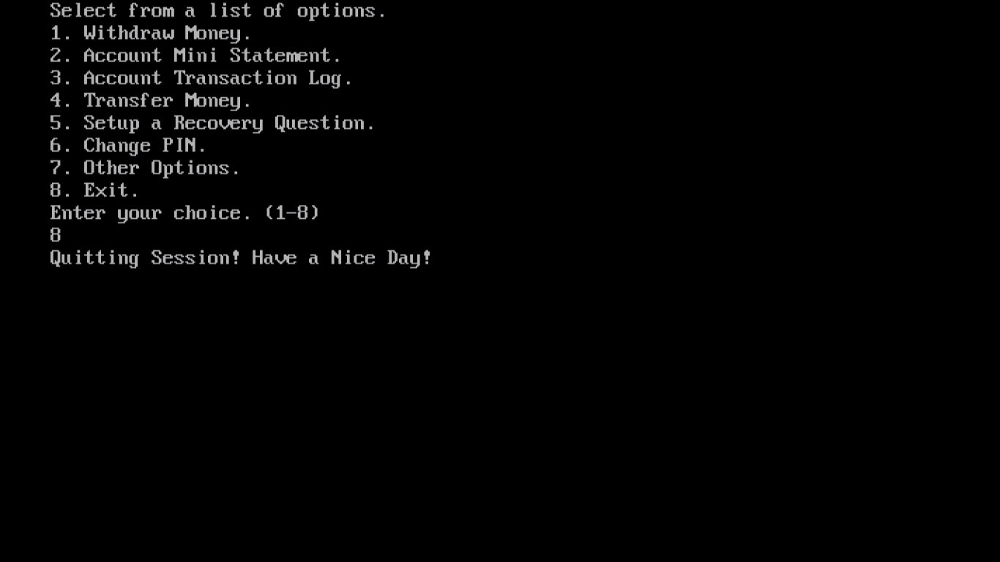 Select from a list of options.
1. Withdraw Money.
2. Account Mini Statement.
3. Account Transaction Log.
4. Transfer Money.
5. Setup a Recovery Question.
6. Change PIN.
7. Other Options.
8. Exit.
Enter your choice. (1-8)
8
Quitting Session! Have a Nice Day!